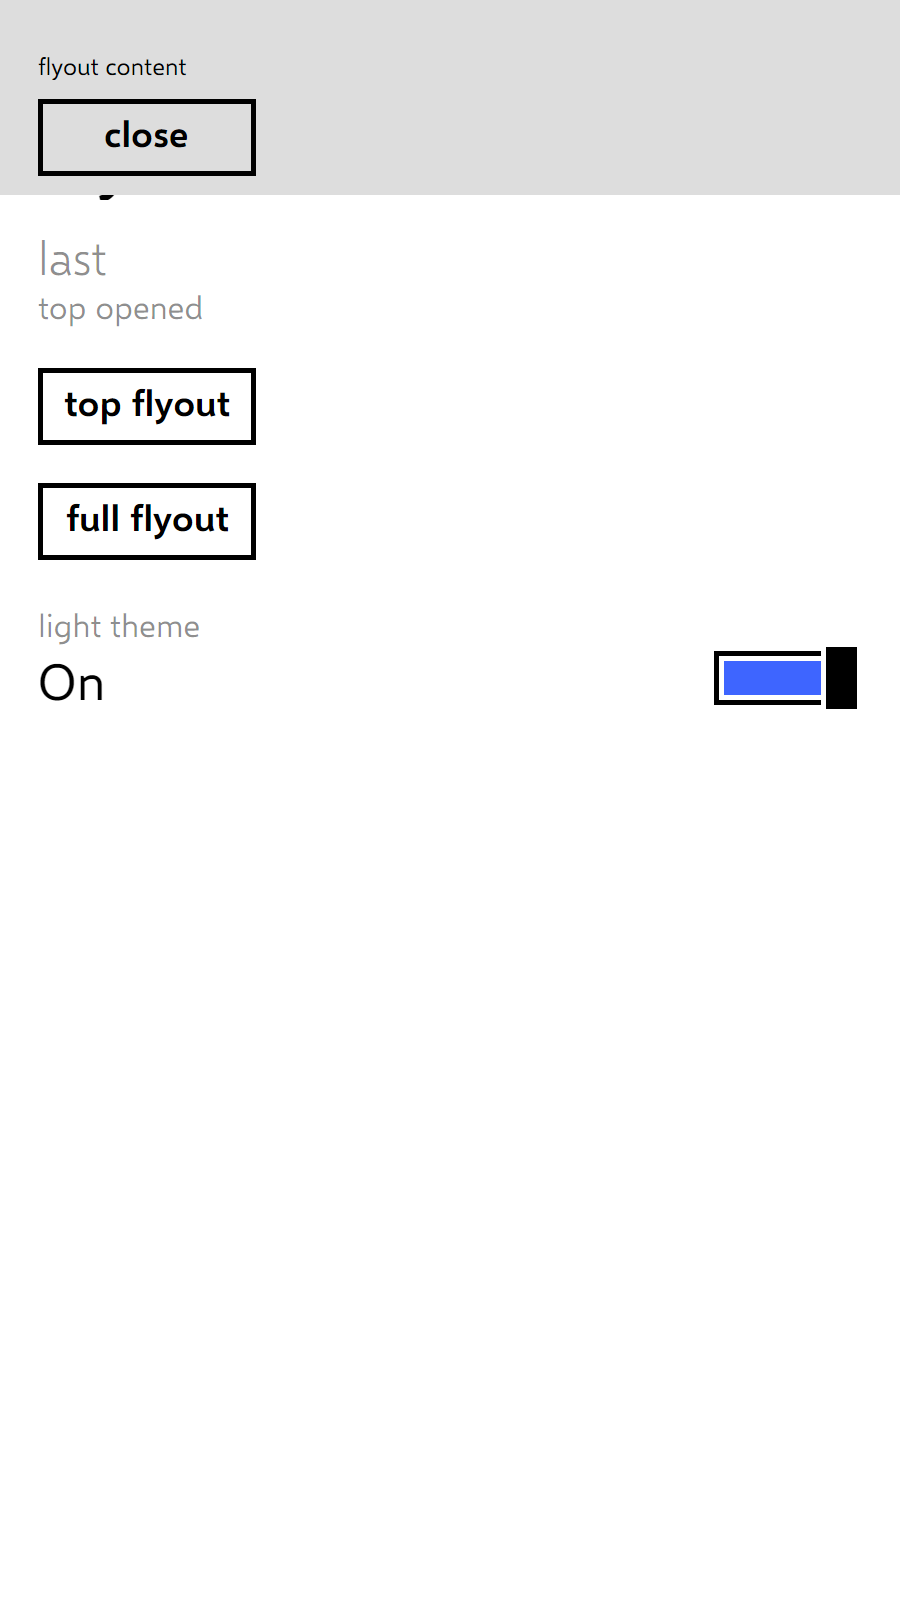 flyout content
close
last
top opened
top flyout
full flyout
light theme
On